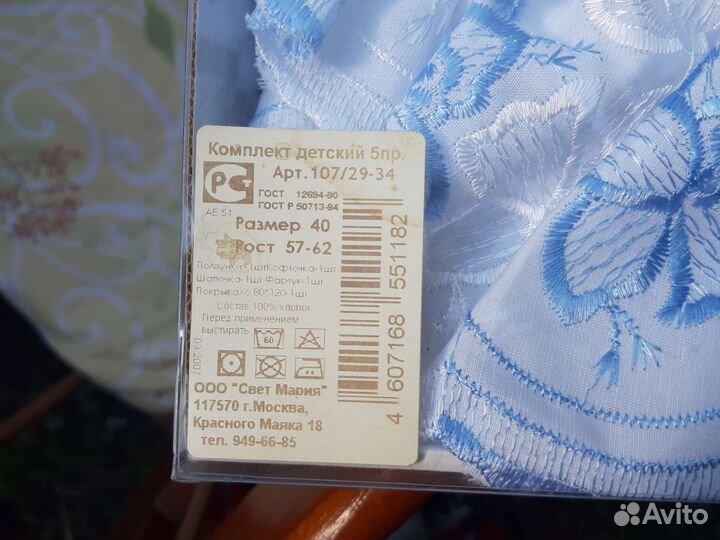 Комплект детский 5пр.
Арт.107/29-34
РСТ
ГОСТ 12694-90
ГОСТ Р 50713-94
АЕ 51
Размер 40
Рост 57-62
Ползунки-1шт Кофточка-1шт
Шапочка-1шт Фартук-1шт
Покрывало 80*120-1шт
Состав 100% хлопок
Перед применением
выстирать
60
09.2007
ООО "Свет Мария"
117570 г.Москва,
Красного Маяка 18
тел. 949-66-85
4 607168 551182
Avito